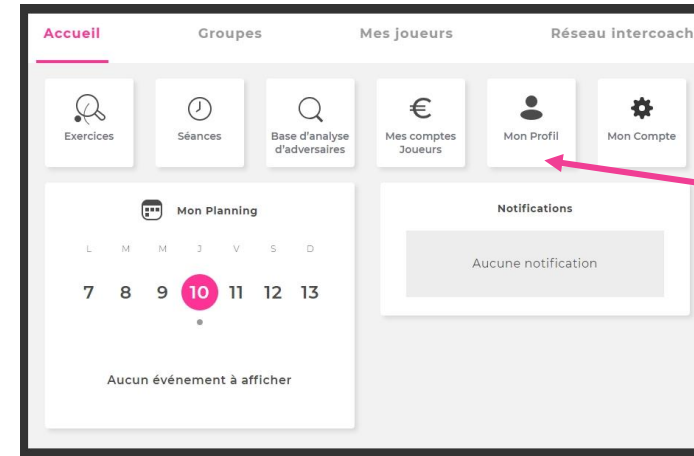 Accueil Groupes Mes joueurs Réseau intercoach
Exercices
Séances
Base d'analyse
d'adversaires
€
Mes comptes
Joueurs
Mon Profil
Mon Compte
Mon Planning
L M M J V S D
7 8 9 10 11 12 13
Aucun événement à afficher
Notifications
Aucune notification